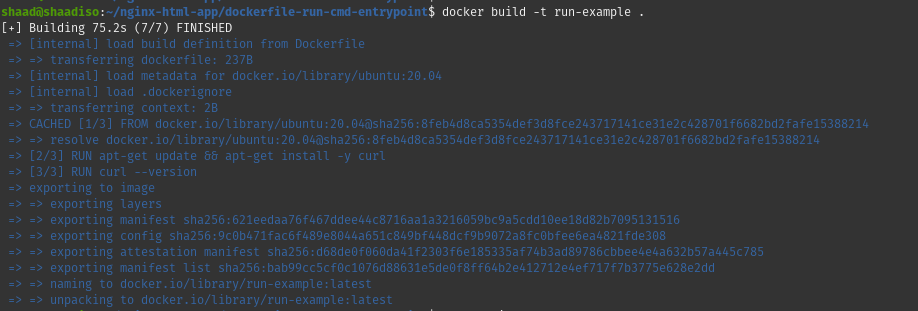 shaad@shaadiso:~/nginx-html-app/dockerfile-run-cmd-entrypoint$ docker build -t run-example .
[+] Building 75.2s (7/7) FINISHED
=> [internal] load build definition from Dockerfile
=> => transferring dockerfile: 237B
=> [internal] load metadata for docker.io/library/ubuntu:20.04
=> [internal] load .dockerignore
=> => transferring context: 2B
=> CACHED [1/3] FROM docker.io/library/ubuntu:20.04@sha256:8feb4d8ca5354def3d8fce243717141ce31e2c428701f6682bd2fafe15388214
=> => resolve docker.io/library/ubuntu:20.04@sha256:8feb4d8ca5354def3d8fce243717141ce31e2c428701f6682bd2fafe15388214
=> [2/3] RUN apt-get update && apt-get install -y curl
=> [3/3] RUN curl --version
=> exporting to image
=> => exporting layers
=> => exporting manifest sha256:621eedaa76f467ddee44c8716aa1a3216059bc9a5cdd10ee18d82b7095131516
=> => exporting config sha256:9c0b471fac6f489e8044a651c849bf448dcf9b9072a8fc0bfee6ea4821fde308
=> => exporting attestation manifest sha256:d68de0f060da41f2303f6e185335af74b3ad89786cbbee4e4a632b57a445c785
=> => exporting manifest list sha256:bab99cc5cf0c1076d88631e5de0f8ff64b2e412712e4ef717f7b3775e628e2dd
=> => naming to docker.io/library/run-example:latest
=> => unpacking to docker.io/library/run-example:latest